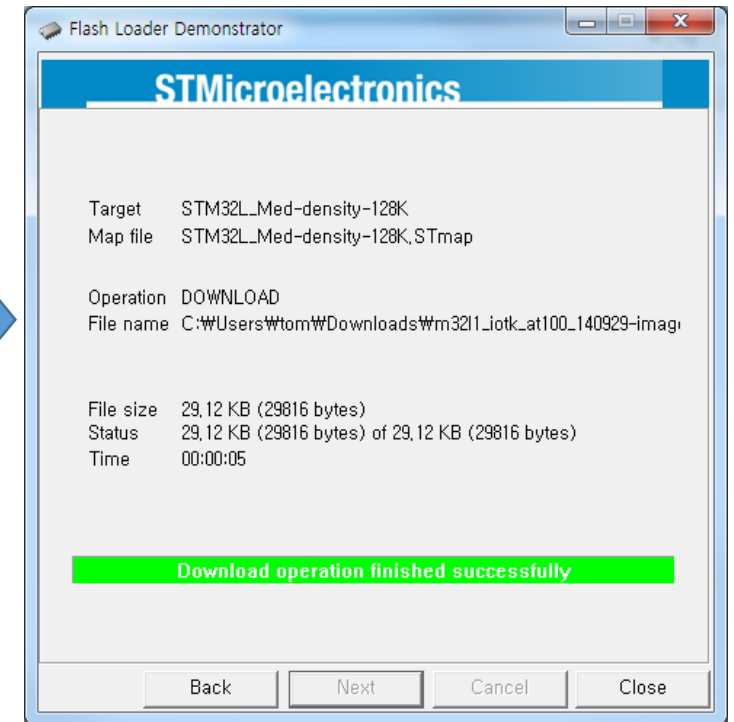 Flash Loader Demonstrator
STMicroelectronics
Target STM32L_Med-density-128K
Map file STM32L_Med-density-128K.STmap
Operation DOWNLOAD
File name C:₩Users₩tom₩Downloads₩m32l1_iotk_at100_140929-imag
File size 29,12 KB (29816 bytes)
Status 29,12 KB (29816 bytes) of 29,12 KB (29816 bytes)
Time 00:00:05
Download operation finished successfully
Back Next Cancel Close